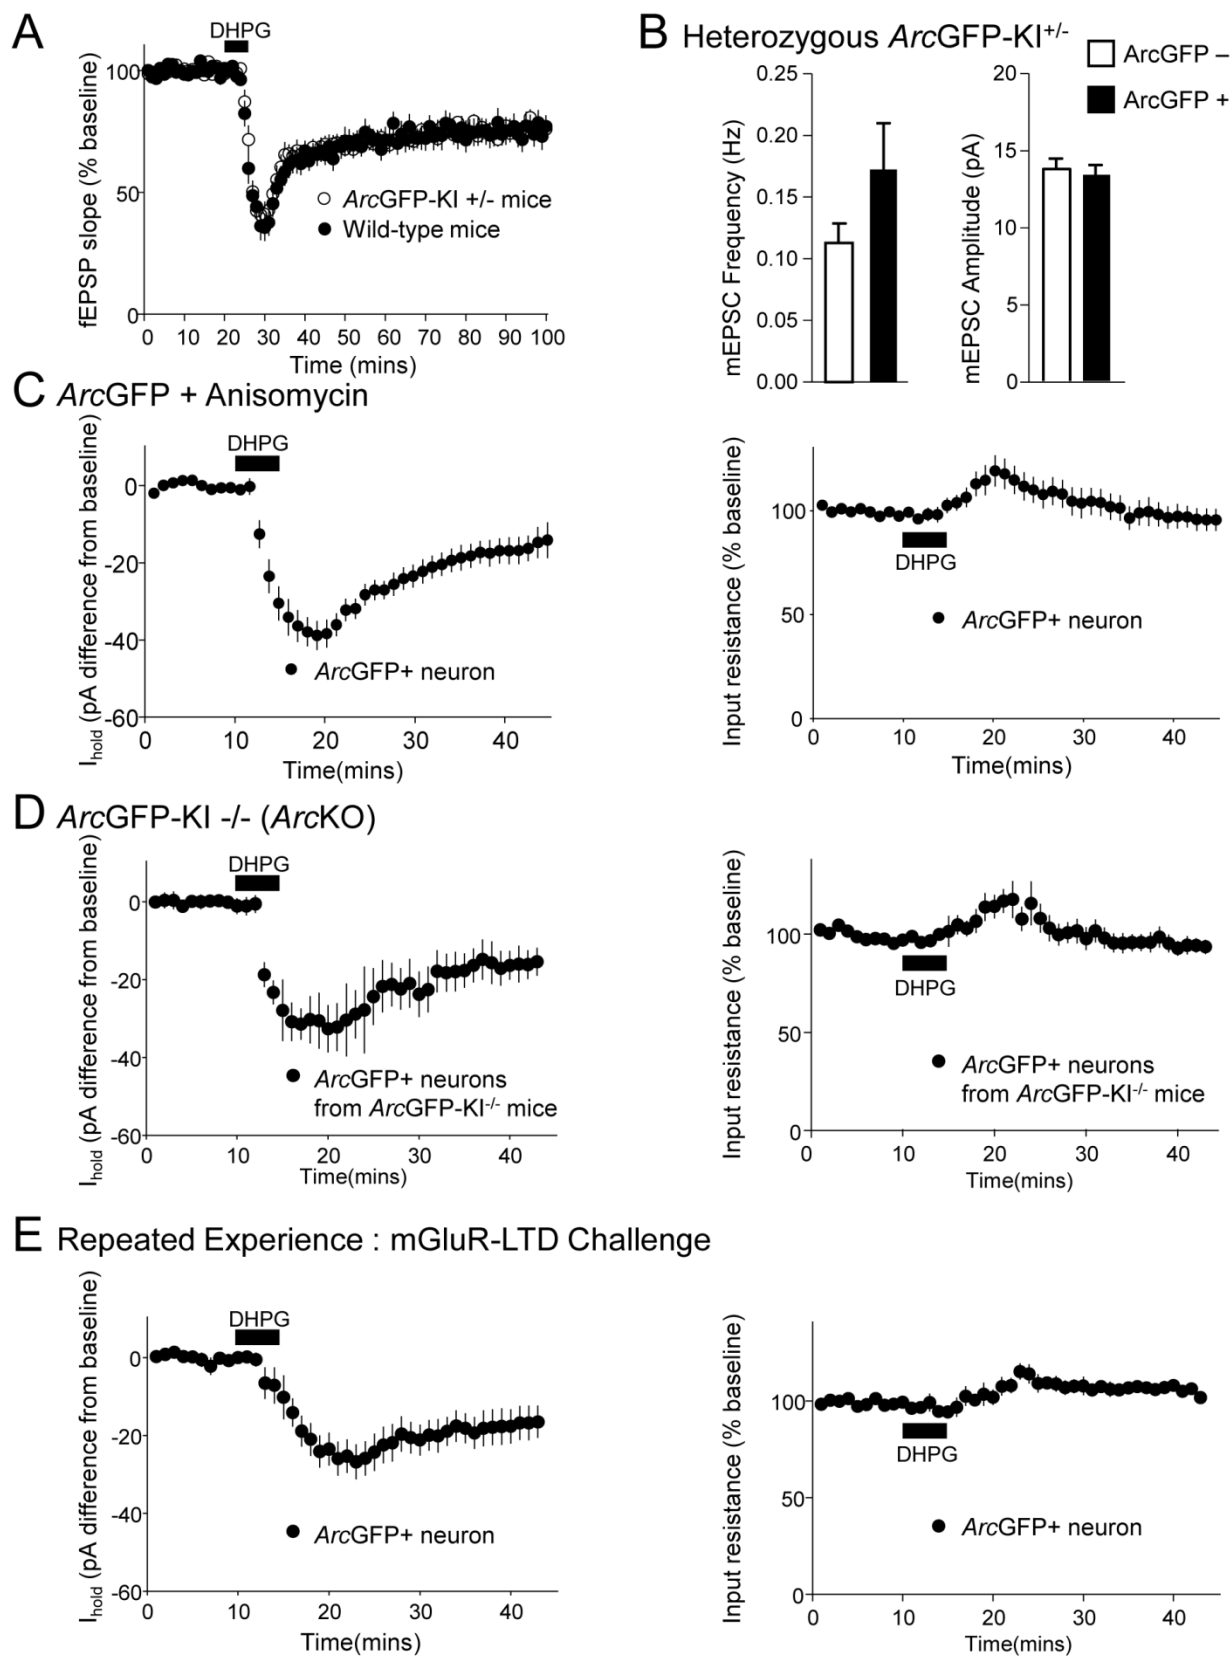 A
DHPG
fEPSP slope (% baseline)
100
50
0
ArcGFP-KI +/- mice
Wild-type mice
0 10 20 30 40 50 60 70 80 90 100
Time (mins)
B Heterozygous ArcGFP-KI+/-
ArcGFP –
ArcGFP +
mEPSC Frequency (Hz)
0.25
0.20
0.15
0.10
0.05
0.00
mEPSC Amplitude (pA)
20
15
10
5
0
C ArcGFP + Anisomycin
DHPG
Ihold (pA difference from baseline)
0
-20
-40
-60
ArcGFP+ neuron
0 10 20 30 40
Time(mins)
Input resistance (% baseline)
100
50
0
DHPG
ArcGFP+ neuron
0 10 20 30 40
Time(mins)
D ArcGFP-KI -/- (ArcKO)
DHPG
Ihold (pA difference from baseline)
0
-20
-40
-60
ArcGFP+ neurons
from ArcGFP-KI-/- mice
0 10 20 30 40
Time(mins)
Input resistance (% baseline)
100
50
0
DHPG
ArcGFP+ neurons
from ArcGFP-KI-/- mice
0 10 20 30 40
Time(mins)
E Repeated Experience : mGluR-LTD Challenge
DHPG
Ihold (pA difference from baseline)
0
-20
-40
-60
ArcGFP+ neuron
0 10 20 30 40
Time(mins)
Input resistance (% baseline)
100
50
0
DHPG
ArcGFP+ neuron
0 10 20 30 40
Time(mins)